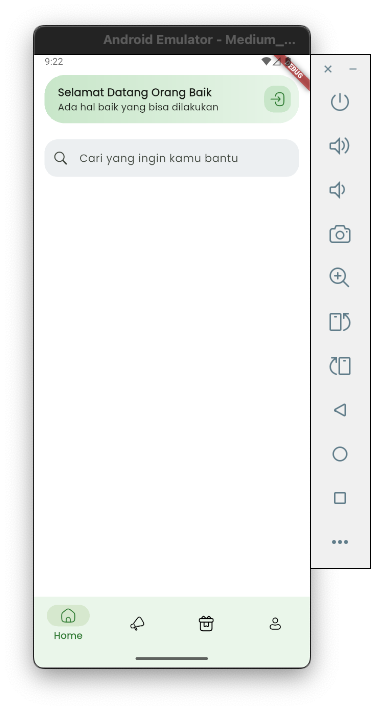 Android Emulator - Medium_...
9:22
DEBUG
Selamat Datang Orang Baik
Ada hal baik yang bisa dilakukan
Cari yang ingin kamu bantu
Home